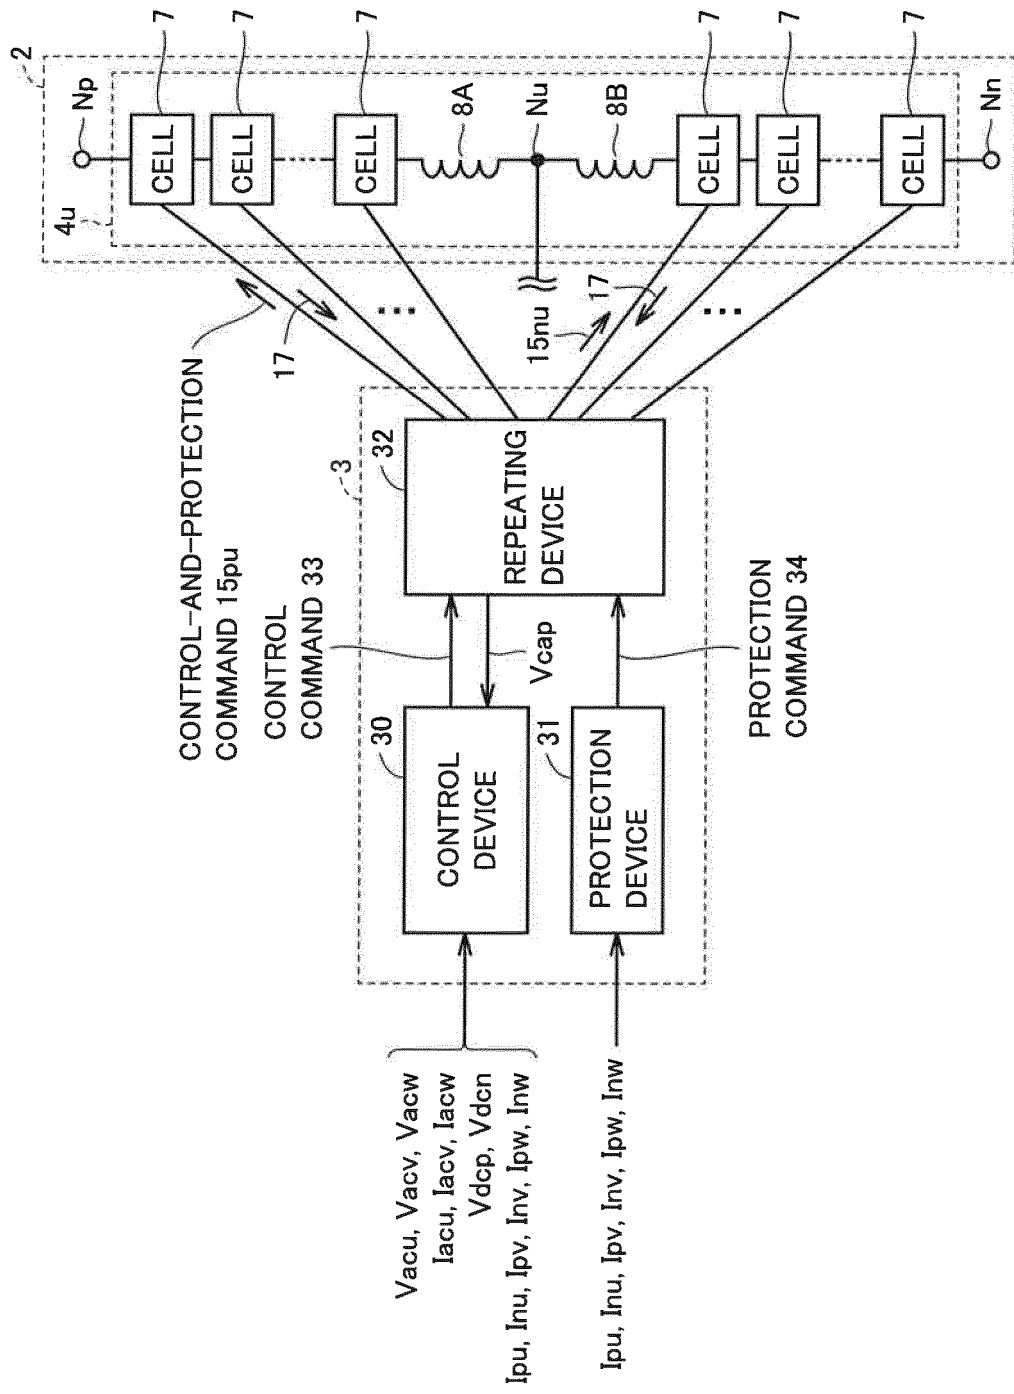 Vacu, Vacv, Vacw
Iacu, Iacv, Iacw
Vdcp, Vdcn
Ipu, Inu, Ipv, Inv, Ipw, Inw
Ipu, Inu, Ipv, Inv, Ipw, Inw
3
30
CONTROL
DEVICE
31
PROTECTION
DEVICE
CONTROL-AND-PROTECTION
COMMAND 15pu
CONTROL
COMMAND 33
Vcap
PROTECTION
COMMAND 34
32
REPEATING
DEVICE
17
15nu
17
2
4u
Np
CELL
7
CELL
7
CELL
7
8A
Nu
8B
CELL
7
CELL
7
CELL
7
Nn